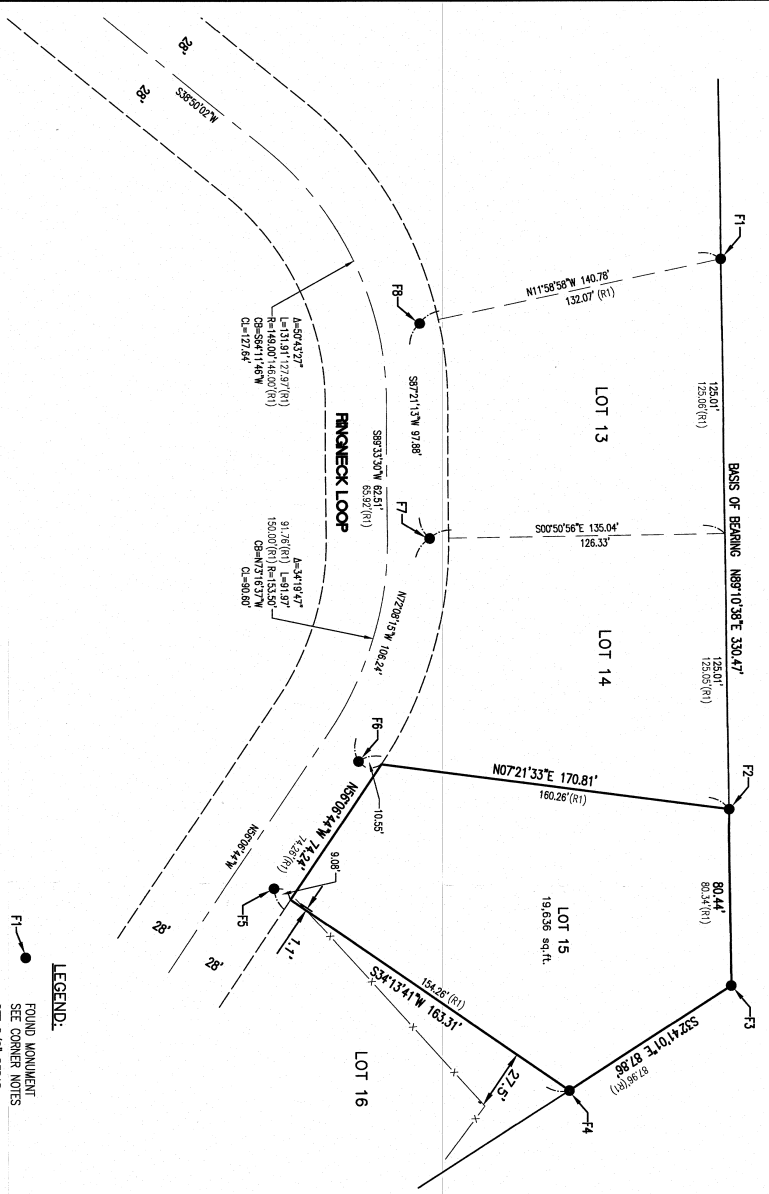 F1
125.01'
125.06'(R1)
BASIS OF BEARING N89°10'38"E 330.47'
125.01'
125.05'(R1)
F2
80.44'
80.34'(R1)
F3
N11°58'58"W 140.78'
132.07' (R1)
LOT 13
S00°50'56"E 135.04'
126.33'
LOT 14
N07°21'33"E 170.81'
160.26'(R1)
LOT 15
19,636 sq.ft.
S32°41'01"E 87.86'
87.96'(R1)
F4
27.5'
154.26' (R1)
S34°13'41"W 163.31'
LOT 16
28'
28'
S38°50'02"W
F8
S87°21'13"W 97.88'
F7
N72°08'15"W 106.24'
F6
10.55'
N56°06'44"W 74.24'
74.26'(R1)
9.08'
1.1'
F5
S89°33'30"W 62.51'
65.92'(R1)
RINGNECK LOOP
Δ=50°43'27"
L=131.91' 127.97'(R1)
R=149.00' 146.00'(R1)
CB=S64°11'46"W
CL=127.64'
Δ=34°19'47"
91.76'(R1) L=91.97'
150.00'(R1) R=153.50'
CB=N73°16'37"W
CL=90.60'
N56°06'44"W
28'
28'
LEGEND:
F1
FOUND MONUMENT
SEE CORNER NOTES